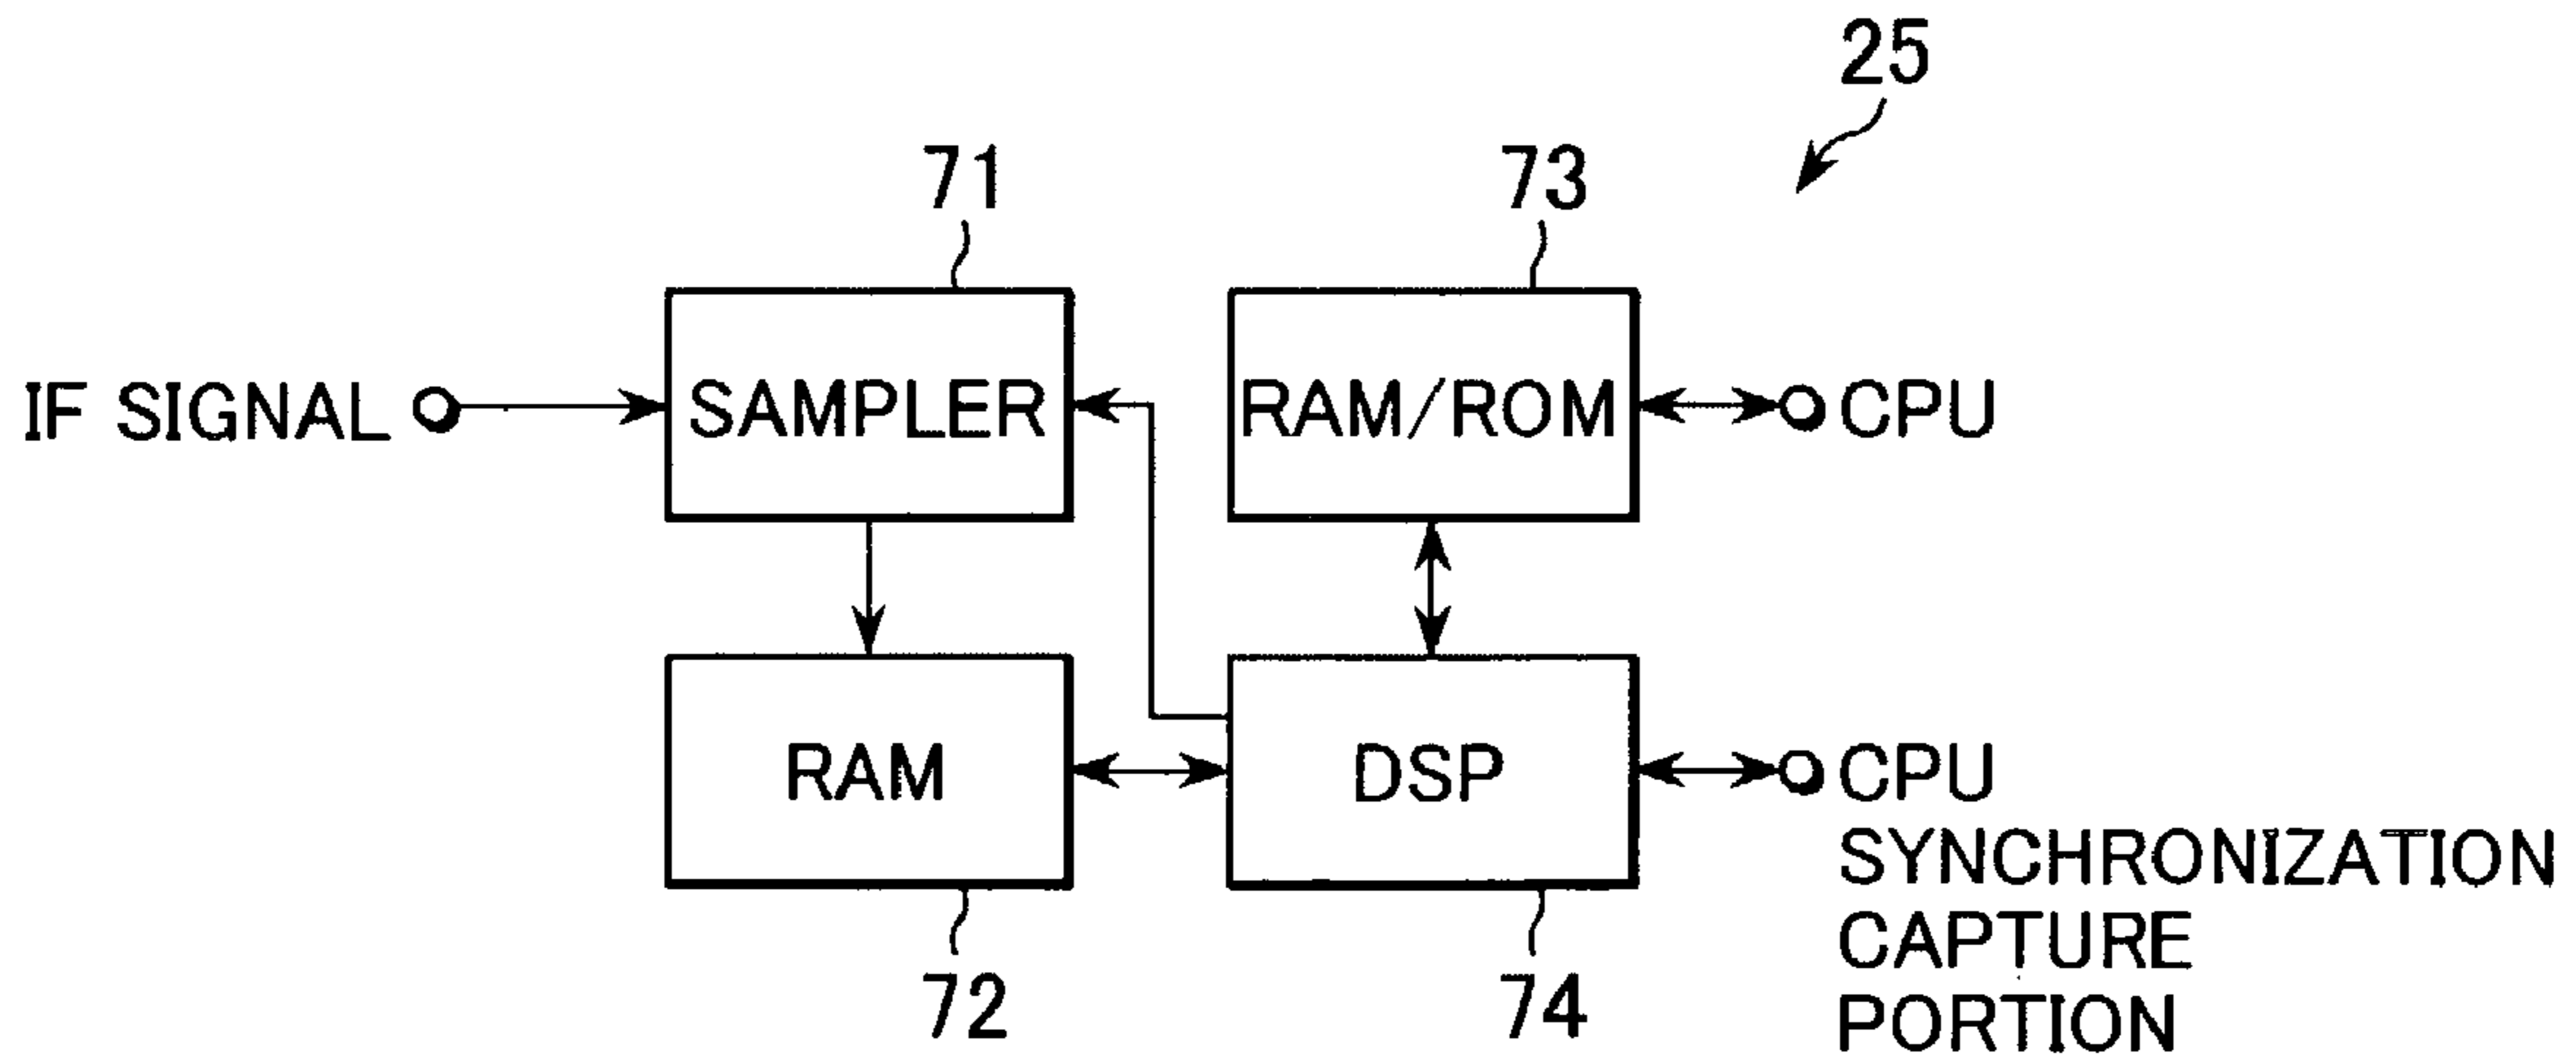 25
71
73
IF SIGNAL
SAMPLER
RAM/ROM
CPU
RAM
DSP
CPU
SYNCHRONIZATION
CAPTURE
PORTION
72
74